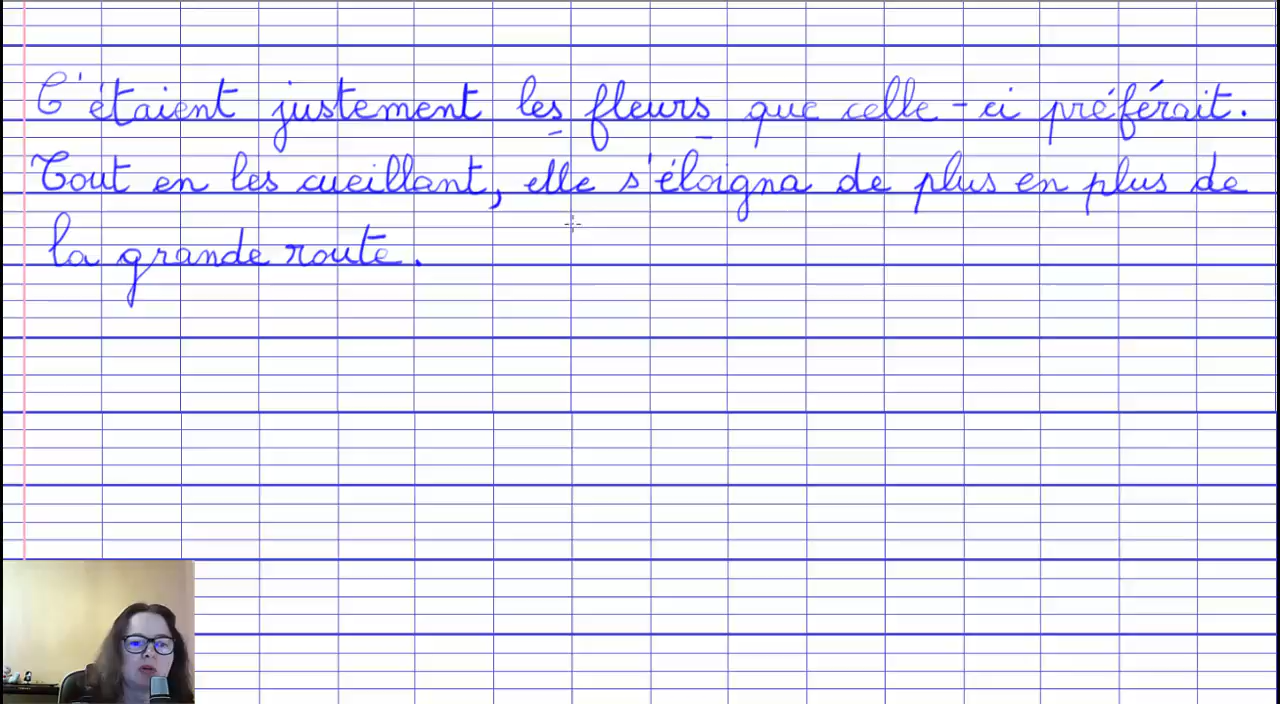 C'étaient justement les fleurs que celle-ci préférait.
Tout en les cueillant, elle s'éloigna de plus en plus de
la grande route.